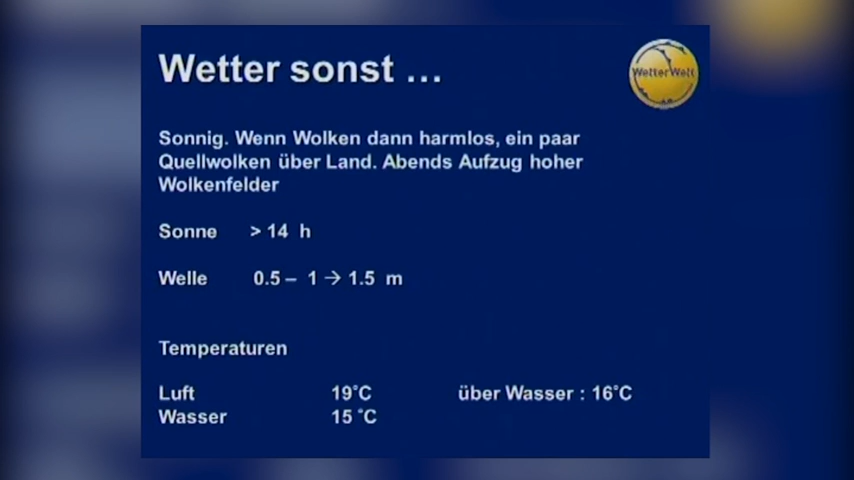 Wetter sonst ...
WetterWelt
Sonnig. Wenn Wolken dann harmlos, ein paar
Quellwolken über Land. Abends Aufzug hoher
Wolkenfelder
Sonne > 14 h
Welle 0.5 – 1 → 1.5 m
Temperaturen
Luft 19°C über Wasser : 16°C
Wasser 15 °C